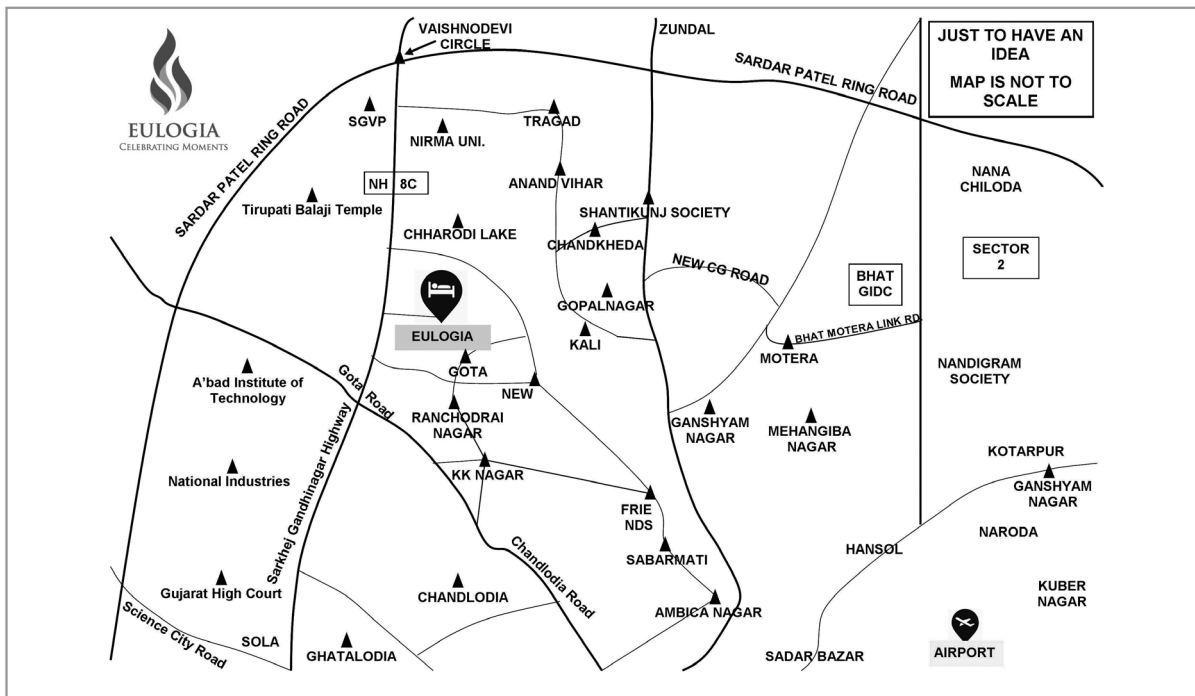 VAISHNODEVI
CIRCLE
ZUNDAL
JUST TO HAVE AN
IDEA
MAP IS NOT TO
SCALE
EULOGIA
CELEBRATING MOMENTS
SARDAR PATEL RING ROAD
SARDAR PATEL RING ROAD
SGVP
NIRMA UNI.
TRAGAD
NH 8C
ANAND VIHAR
NANA
CHILODA
Tirupati Balaji Temple
CHHARODI LAKE
SHANTIKUNJ SOCIETY
CHANDKHEDA
NEW CG ROAD
BHAT
GIDC
SECTOR
2
GOPALNAGAR
EULOGIA
KALI
BHAT MOTERA LINK RD.
MOTERA
GOTA
NANDIGRAM
SOCIETY
A'bad Institute of
Technology
Gota Road
NEW
RANCHODRAI
NAGAR
GANSHYAM
NAGAR
MEHANGIBA
NAGAR
Sarkhej Gandhinagar Highway
National Industries
KK NAGAR
KOTARPUR
GANSHYAM
NAGAR
FRIE
NDS
NARODA
HANSOL
SABARMATI
Chandlodia Road
Gujarat High Court
CHANDLODIA
AMBICA NAGAR
KUBER
NAGAR
Science City Road
SOLA
GHATALODIA
SADAR BAZAR
AIRPORT